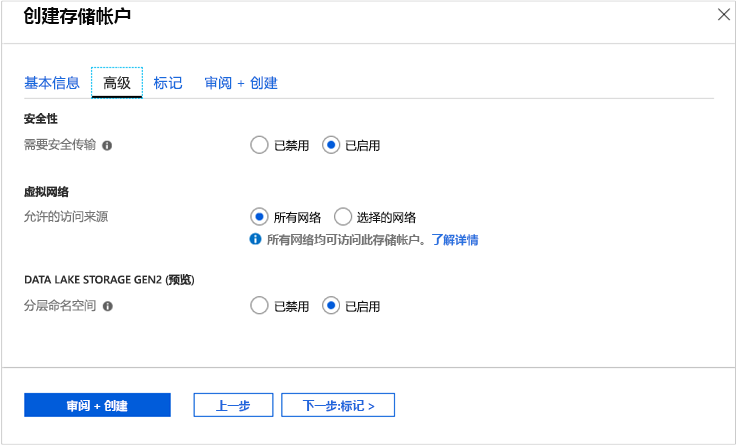 创建存储帐户
基本信息 高级 标记 审阅 + 创建
安全性
需要安全传输 已禁用 已启用
虚拟网络
允许的访问来源 所有网络 选择的网络
所有网络均可访问此存储帐户。了解详情
DATA LAKE STORAGE GEN2 (预览)
分层命名空间 已禁用 已启用
审阅 + 创建 上一步 下一步:标记 >